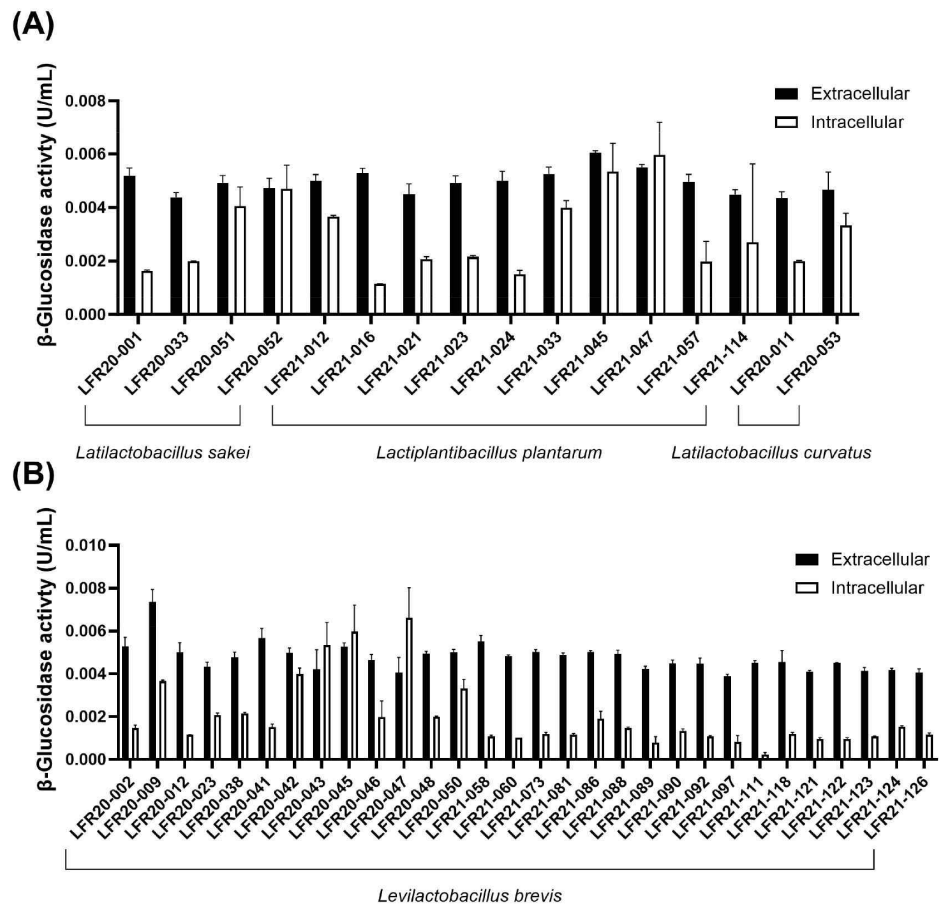 (A)
β-Glucosidase activty (U/mL)
0.008
0.006
0.004
0.002
0.000
Extracellular
Intracellular
LFR20-001
LFR20-033
LFR20-051
LFR20-052
LFR21-012
LFR21-016
LFR21-021
LFR21-023
LFR21-024
LFR21-033
LFR21-045
LFR21-047
LFR21-057
LFR21-114
LFR20-011
LFR20-053
Latilactobacillus sakei
Lactiplantibacillus plantarum
Latilactobacillus curvatus
(B)
β-Glucosidase activty (U/mL)
0.010
0.008
0.006
0.004
0.002
0.000
Extracellular
Intracellular
LFR20-002
LFR20-009
LFR20-012
LFR20-023
LFR20-038
LFR20-041
LFR20-042
LFR20-043
LFR20-045
LFR20-046
LFR20-047
LFR20-048
LFR20-050
LFR21-058
LFR21-060
LFR21-073
LFR21-081
LFR21-086
LFR21-088
LFR21-089
LFR21-090
LFR21-092
LFR21-097
LFR21-111
LFR21-118
LFR21-121
LFR21-122
LFR21-123
LFR21-124
LFR21-126
Levilactobacillus brevis